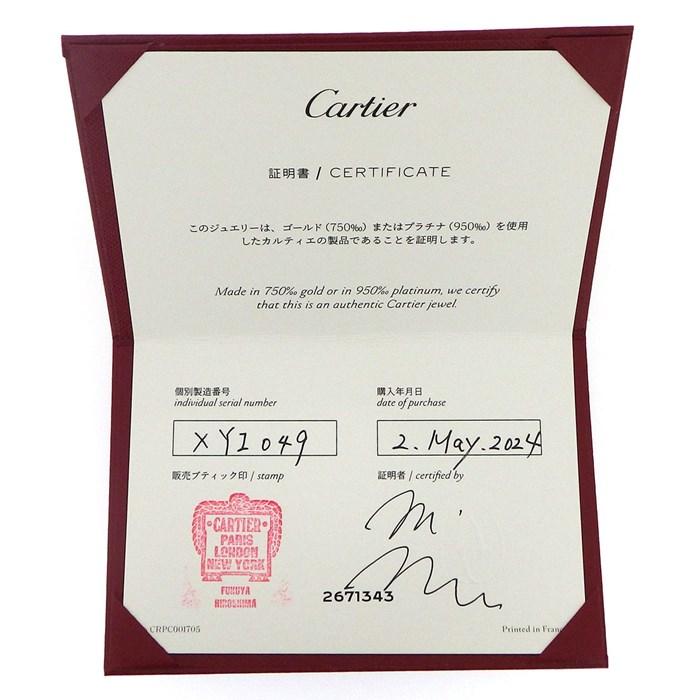 Cartier
証明書 / CERTIFICATE
このジュエリーは、ゴールド(750‰)またはプラチナ(950‰)を使用
したカルティエの製品であることを証明します。
Made in 750‰ gold or in 950‰ platinum, we certify
that this is an authentic Cartier jewel.
個別製造番号
individual serial number
XYI049
購入年月日
date of purchase
2. May. 2024
販売ブティック印 / stamp
CARTIER
PARIS
LONDON
NEW YORK
FUKUYA
HIROSHIMA
証明者 / certified by
2671343
CRPC001705
Printed in Franc